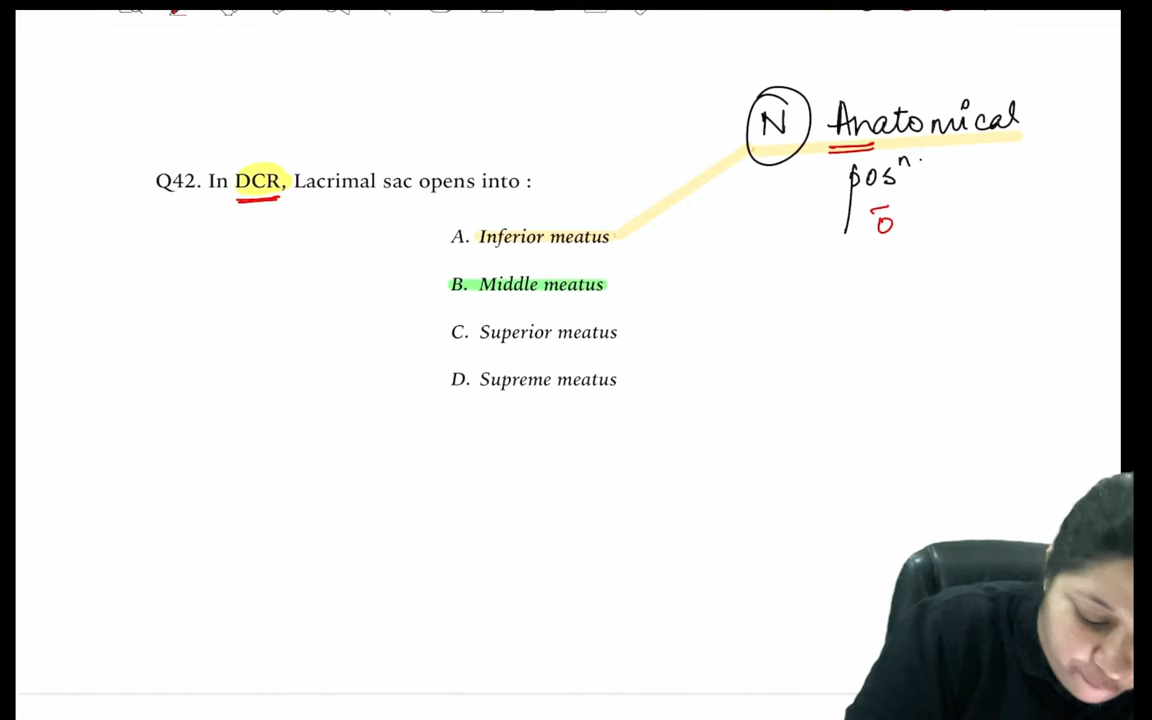 N Anatomical
posⁿ.
ō
Q42. In DCR, Lacrimal sac opens into :
A. Inferior meatus
B. Middle meatus
C. Superior meatus
D. Supreme meatus